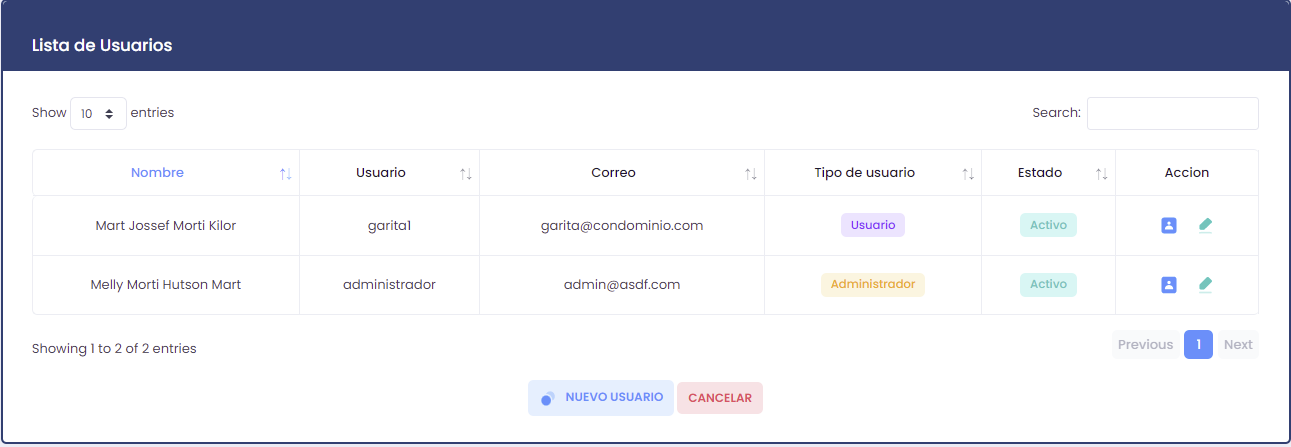 Lista de Usuarios
Show 10 entries Search:
Nombre Usuario Correo Tipo de usuario Estado Accion
Mart Jossef Morti Kilor garita1 garita@condominio.com Usuario Activo
Melly Morti Hutson Mart administrador admin@asdf.com Administrador Activo
Showing 1 to 2 of 2 entries Previous 1 Next
NUEVO USUARIO CANCELAR